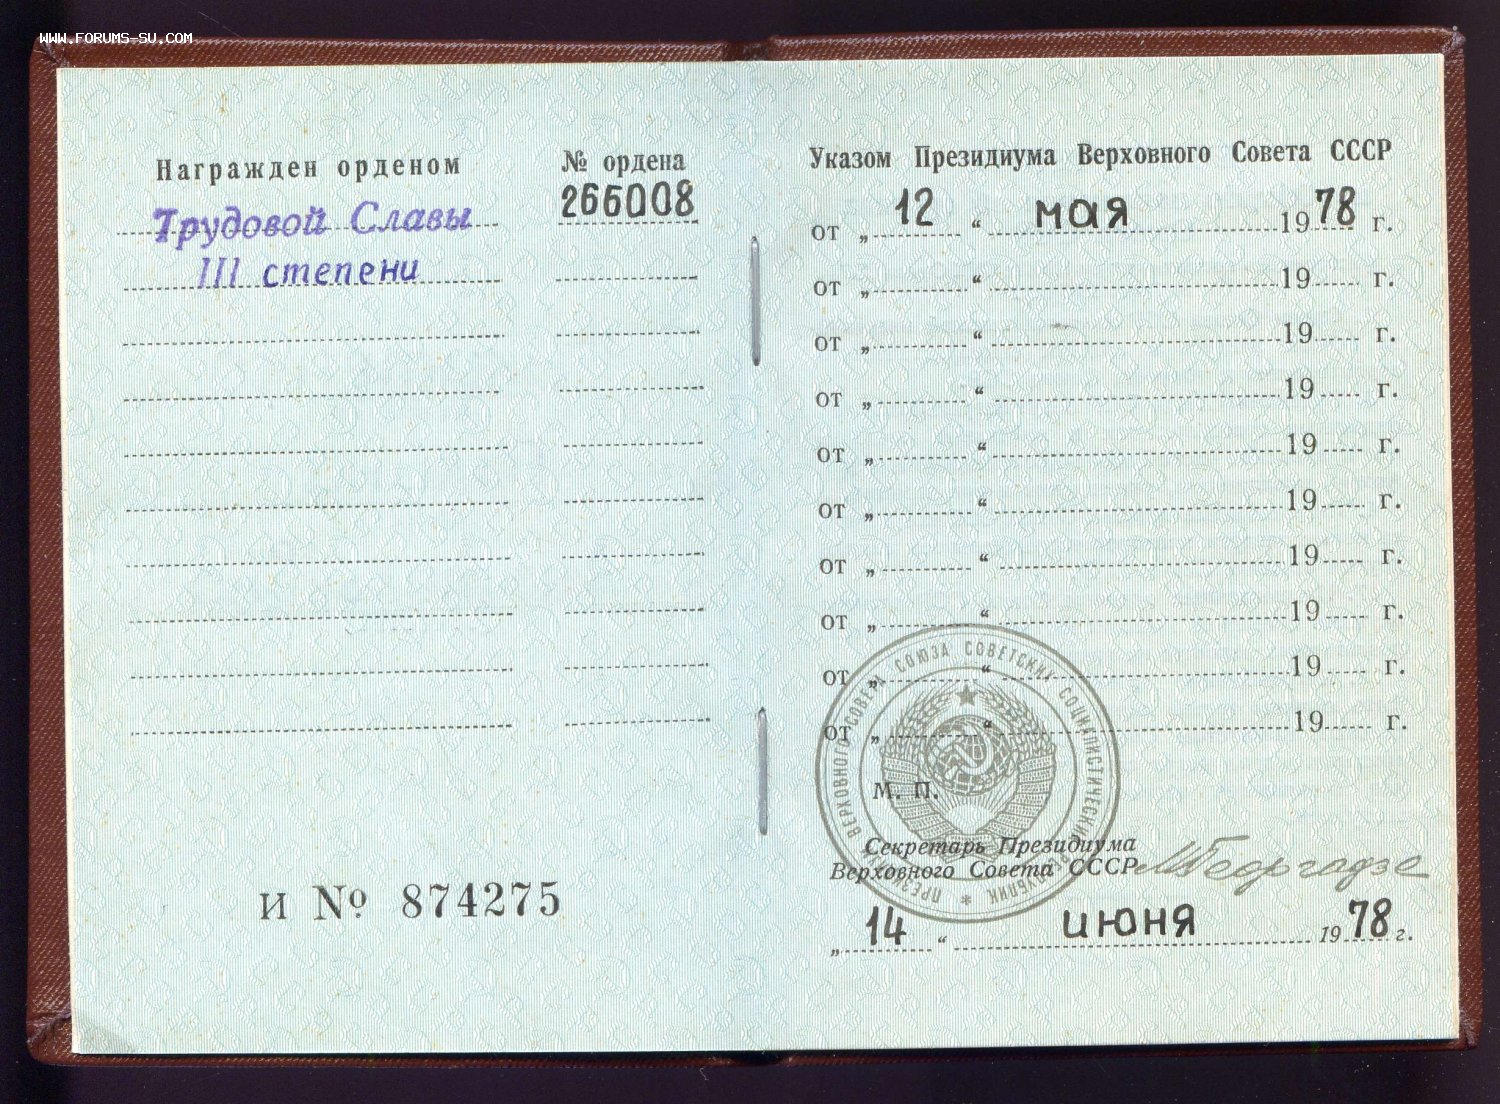 WWW.FORUMS-SU.COM
Награжден орденом
№ ордена
Трудовой Славы
266008
III степени
И № 874275
Указом Президиума Верховного Совета СССР
от „ 12 “ мая 1978 г.
от „ “ 19 г.
от „ “ 19 г.
от „ “ 19 г.
от „ “ 19 г.
от „ “ 19 г.
от „ “ 19 г.
от „ “ 19 г.
от „ “ 19 г.
от „ “ 19 г.
ПРЕЗИДИУМ ВЕРХОВНОГО СОВЕТА СОЮЗА СОВЕТСКИХ СОЦИАЛИСТИЧЕСКИХ РЕСПУБЛИК *
М. П.
Секретарь Президиума
Верховного Совета СССР
МГеоргадзе
„ 14 “ июня 1978 г.